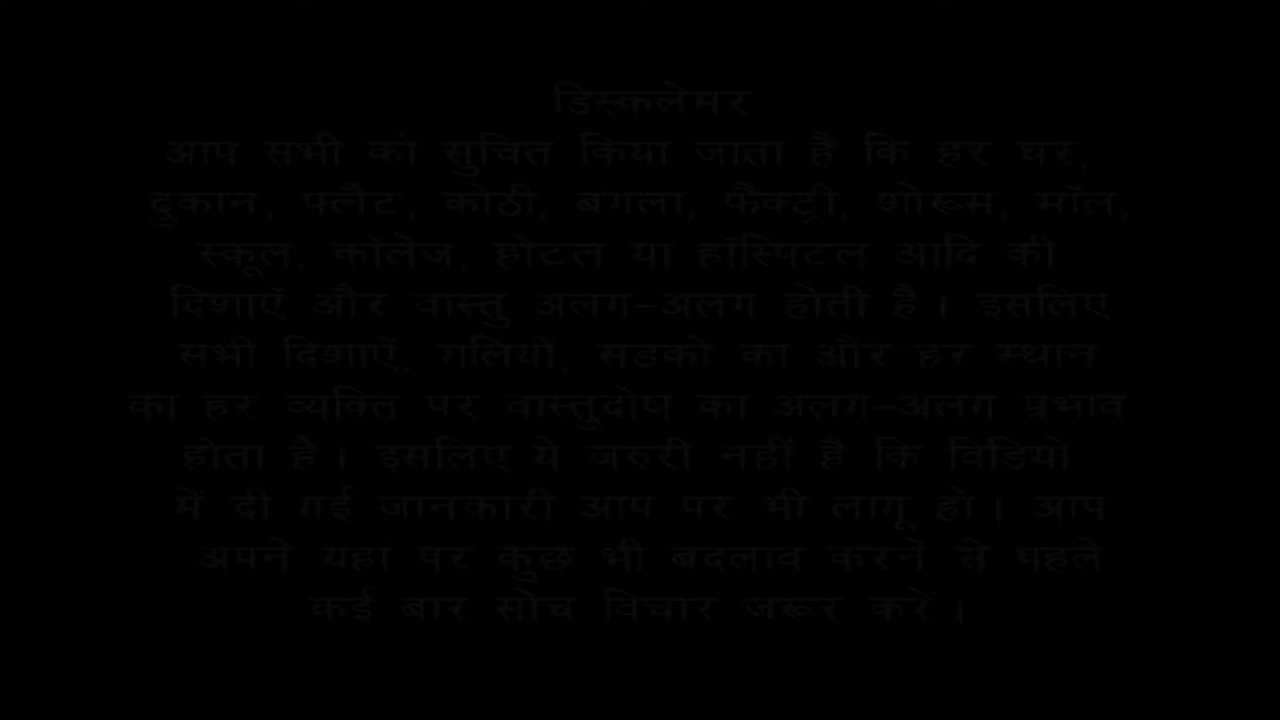 डिस्कलेमर
आप सभी को सुचित किया जाता है कि हर घर,
दुकान, फ्लैट, कोठी, बंगला, फैक्ट्री, शोरूम, मॉल,
स्कूल, कॉलेज, होटल या हॉस्पिटल आदि की
दिशाएँ और वास्तु अलग-अलग होती है। इसलिए
सभी दिशाएँ, गलियों, सडकों का और हर स्थान
का हर व्यक्ति पर वास्तुदोष का अलग-अलग प्रभाव
होता है। इसलिए ये जरुरी नहीं है कि विडियो
में दी गई जानकारी आप पर भी लागू हो। आप
अपने यहां पर कुछ भी बदलाव करने से पहले
कई बार सोच विचार जरूर करें।